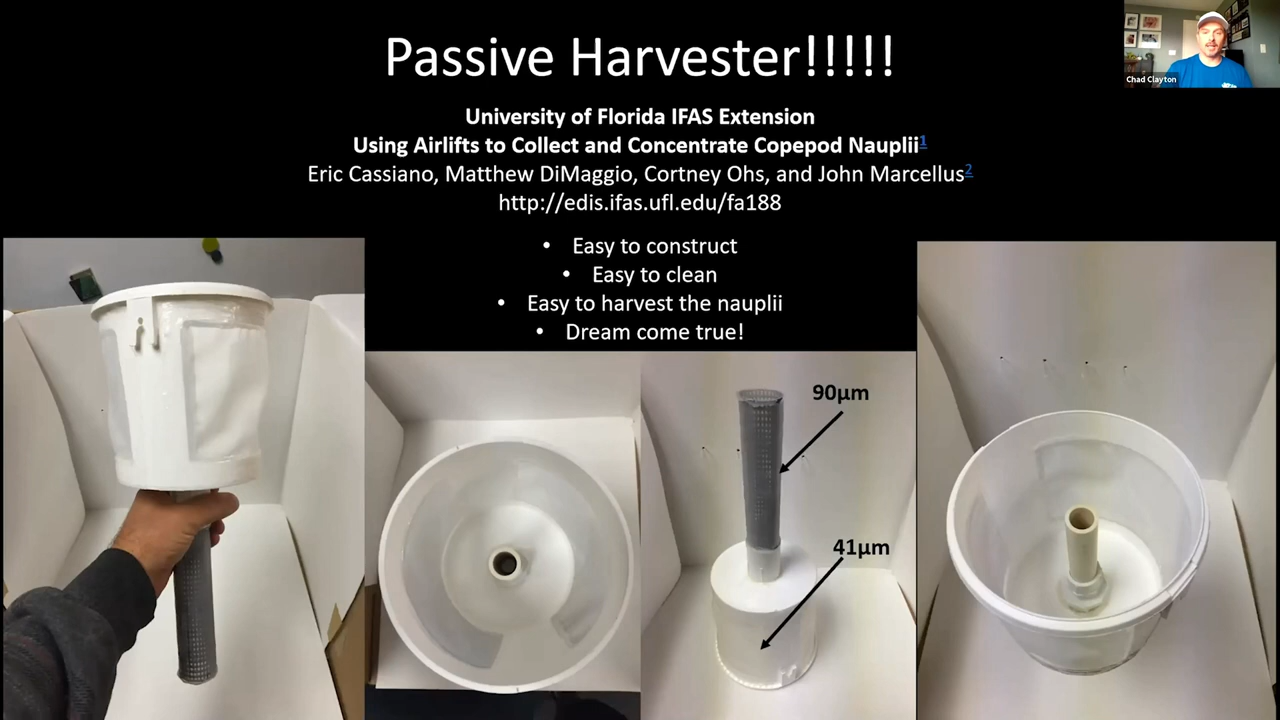 Passive Harvester!!!!!
Chad Clayton
University of Florida IFAS Extension
Using Airlifts to Collect and Concentrate Copepod Nauplii1
Eric Cassiano, Matthew DiMaggio, Cortney Ohs, and John Marcellus2
http://edis.ifas.ufl.edu/fa188
• Easy to construct
• Easy to clean
• Easy to harvest the nauplii
• Dream come true!
90µm
41µm